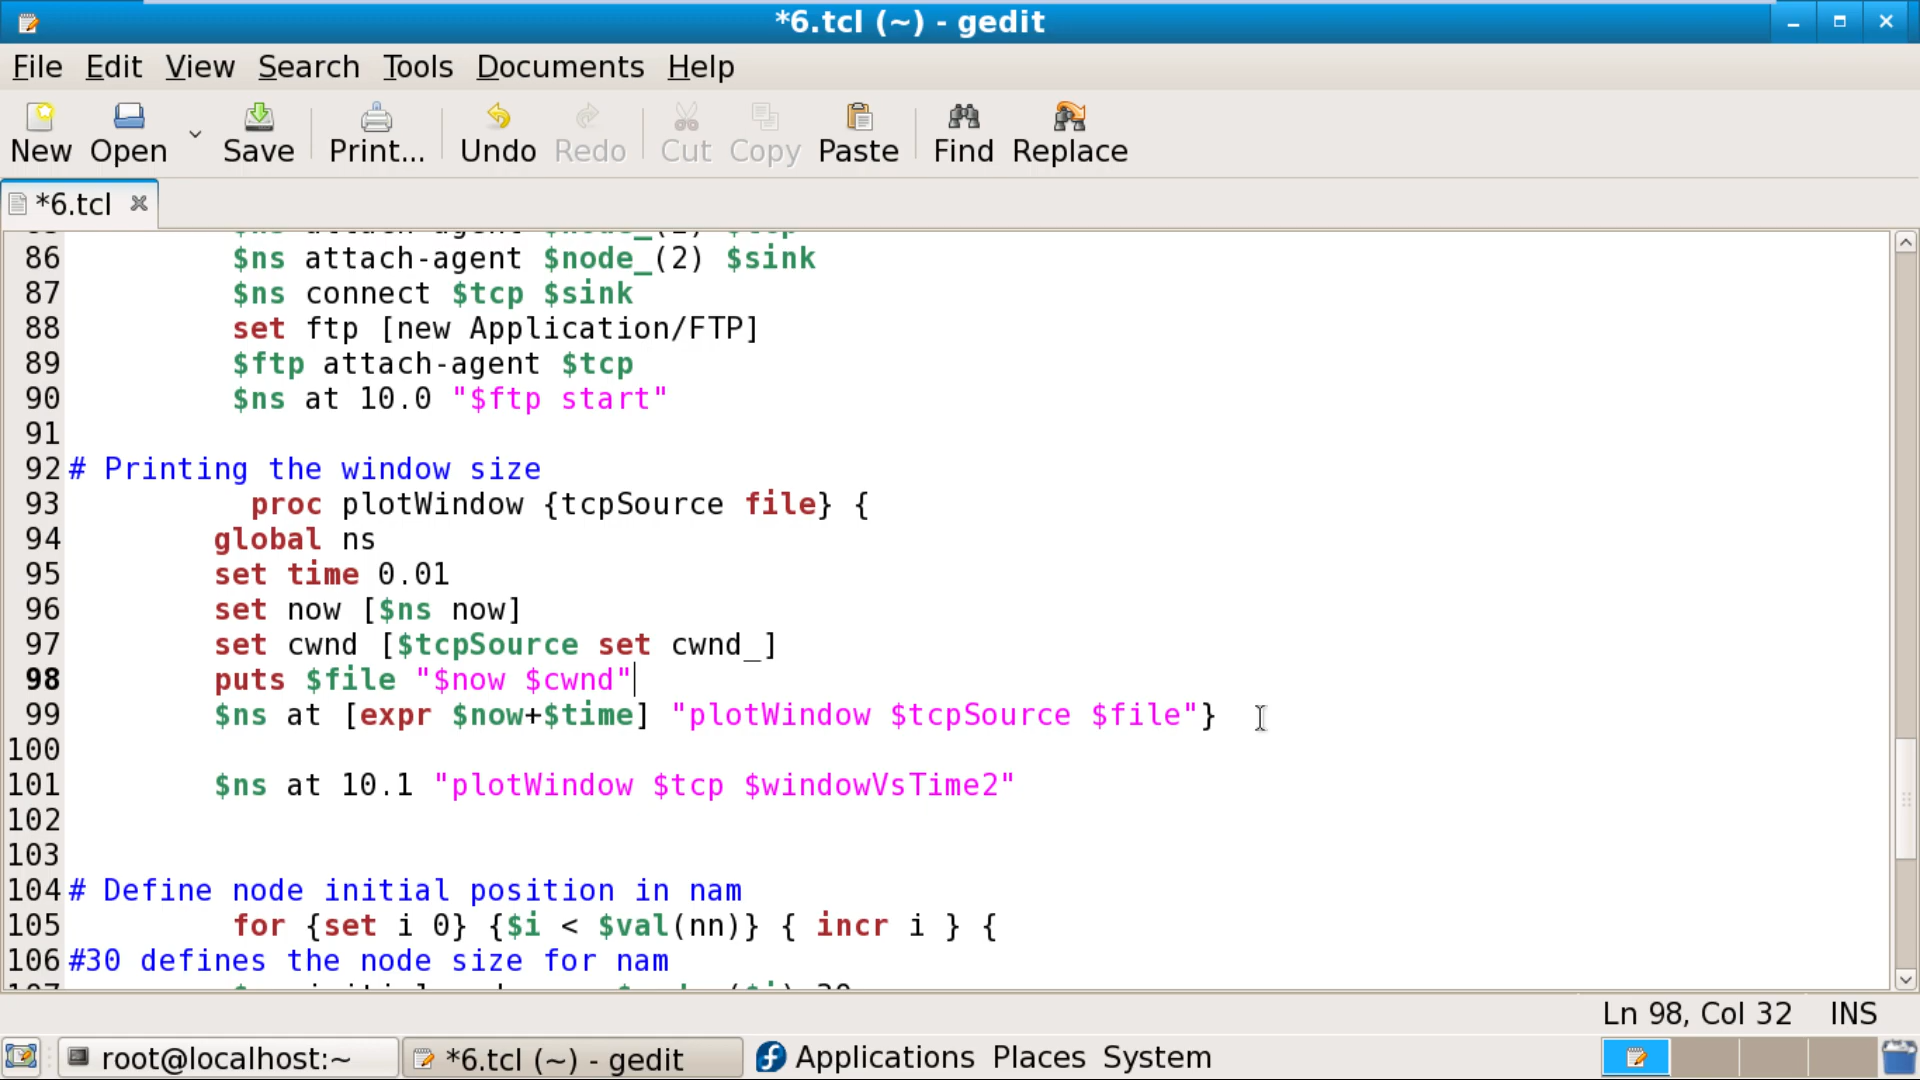 *6.tcl (~) - gedit
File Edit View Search Tools Documents Help
New Open Save Print... Undo Redo Cut Copy Paste Find Replace
*6.tcl
86 $ns attach-agent $node_(2) $sink
87 $ns connect $tcp $sink
88 set ftp [new Application/FTP]
89 $ftp attach-agent $tcp
90 $ns at 10.0 "$ftp start"
91
92 # Printing the window size
93 proc plotWindow {tcpSource file} {
94 global ns
95 set time 0.01
96 set now [$ns now]
97 set cwnd [$tcpSource set cwnd_]
98 puts $file "$now $cwnd"
99 $ns at [expr $now+$time] "plotWindow $tcpSource $file"}
100
101 $ns at 10.1 "plotWindow $tcp $windowVsTime2"
102
103
104 # Define node initial position in nam
105 for {set i 0} {$i < $val(nn)} { incr i } {
106 #30 defines the node size for nam
Ln 98, Col 32 INS
root@localhost:~ *6.tcl (~) - gedit Applications Places System